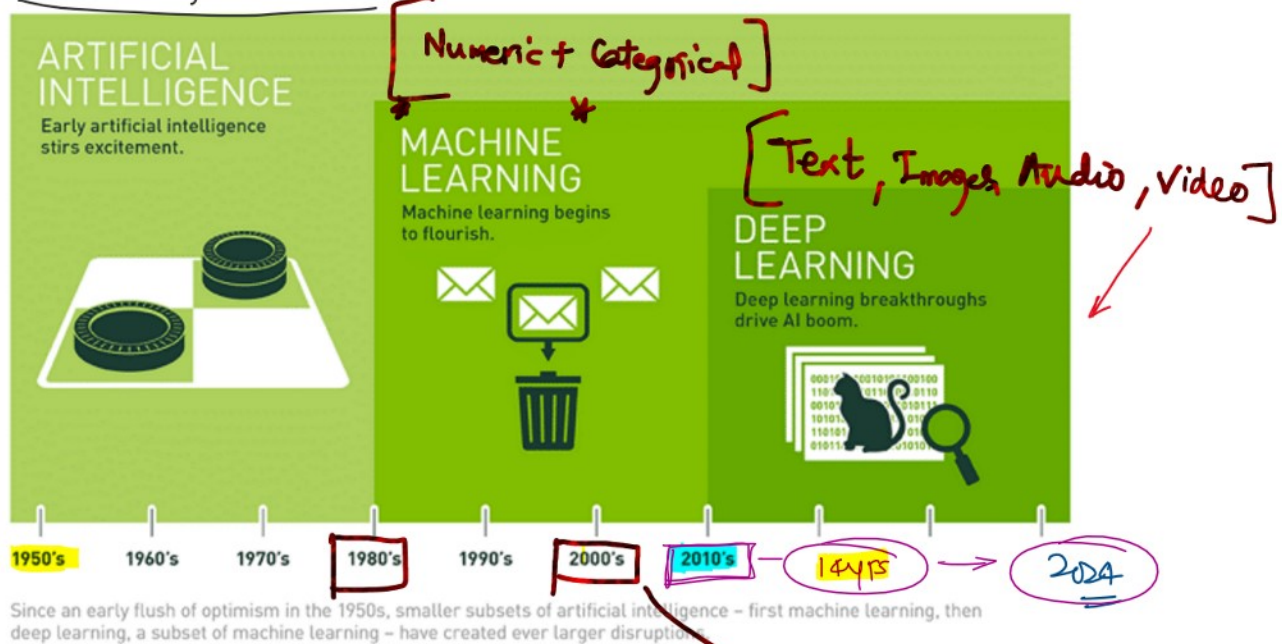 [Numeric + Categorical]
ARTIFICIAL
INTELLIGENCE
Early artificial intelligence
stirs excitement.
* *
MACHINE
LEARNING
Machine learning begins
to flourish.
[Text, Images, Audio, Video]
DEEP
LEARNING
Deep learning breakthroughs
drive AI boom.
1950's 1960's 1970's 1980's 1990's 2000's 2010's 14yrs 2024
Since an early flush of optimism in the 1950s, smaller subsets of artificial intelligence – first machine learning, then
deep learning, a subset of machine learning – have created ever larger disruptions.